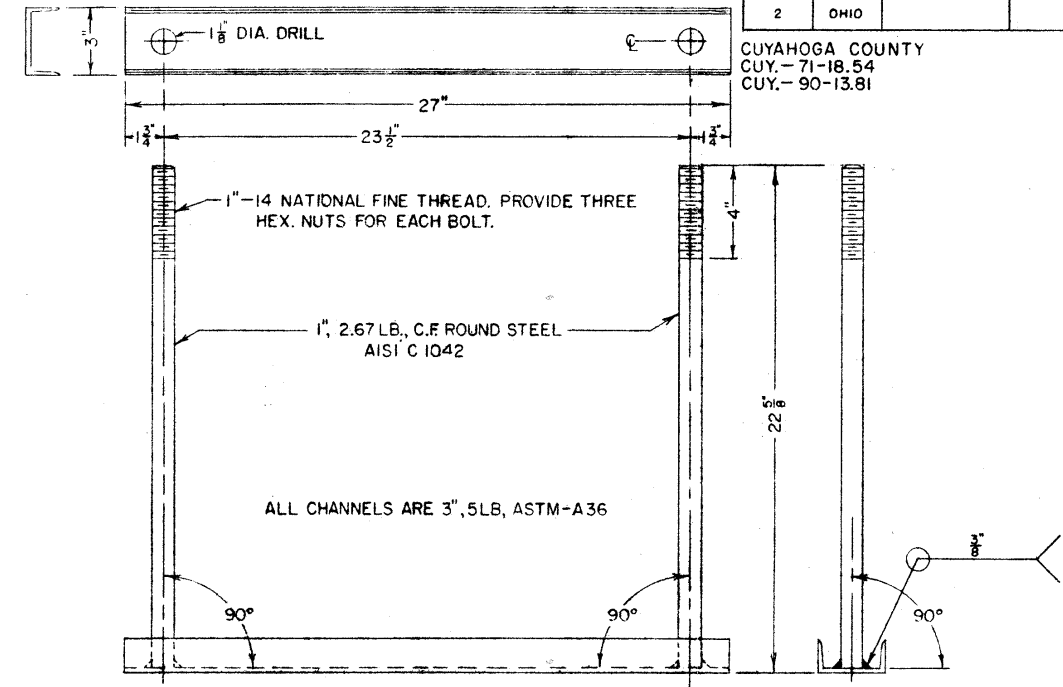 2 OHIO
CUYAHOGA COUNTY
CUY.-71-18.54
CUY.-90-13.81
3"
1 1/8" DIA. DRILL
℄
27"
1 3/4"
23 1/2"
1 3/4"
1"-14 NATIONAL FINE THREAD. PROVIDE THREE
HEX. NUTS FOR EACH BOLT.
4"
1", 2.67 LB., C.F. ROUND STEEL
AISI C 1042
22 5/8"
ALL CHANNELS ARE 3", 5LB, ASTM-A36
3/8"
90°
90°
90°